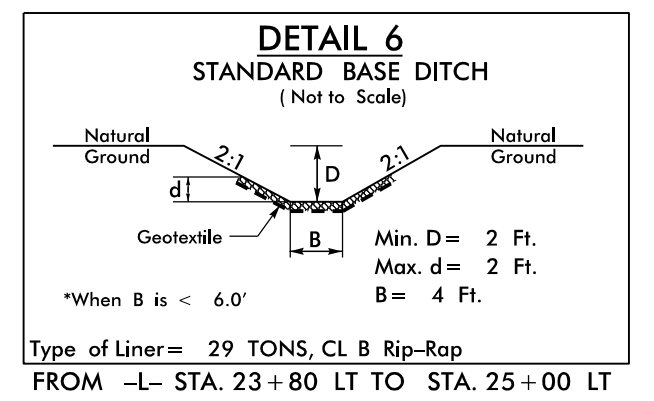 DETAIL 6
STANDARD BASE DITCH
( Not to Scale)
Natural
Ground
2:1
D
2:1
Natural
Ground
d
Geotextile
B
Min. D = 2 Ft.
Max. d = 2 Ft.
B = 4 Ft.
*When B is < 6.0'
Type of Liner = 29 TONS, CL B Rip-Rap
FROM -L- STA. 23+80 LT TO STA. 25+00 LT